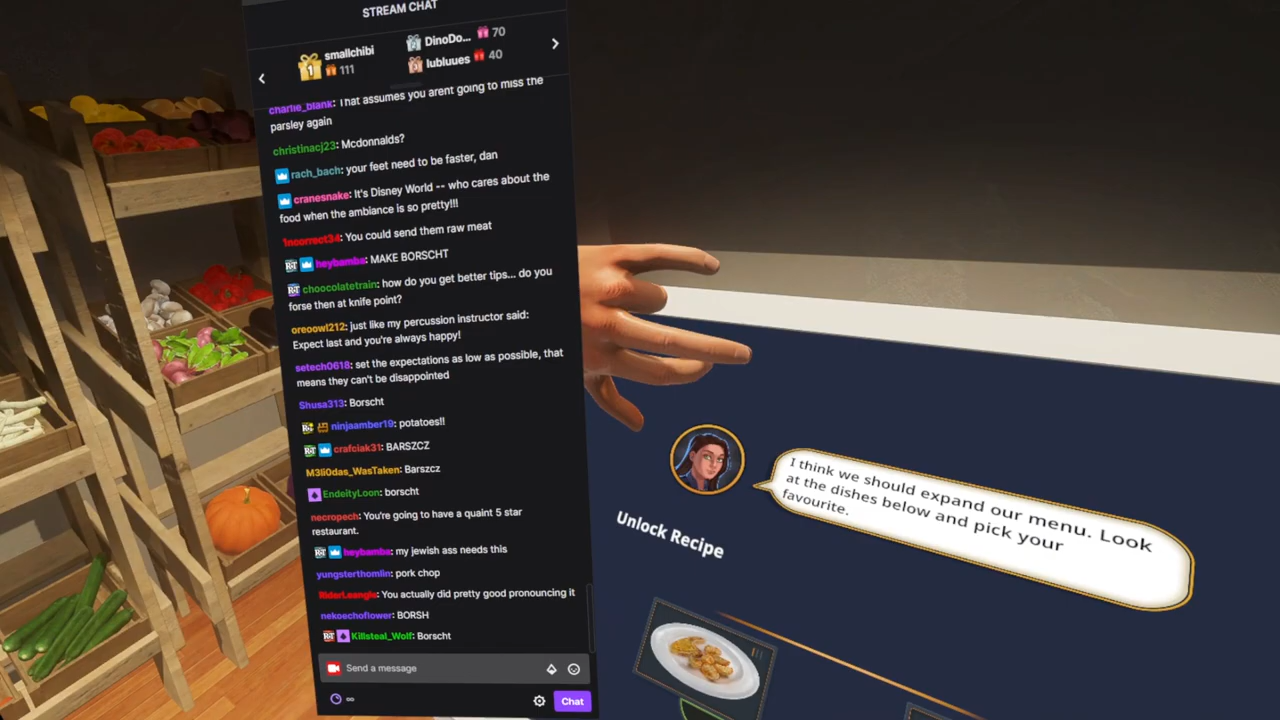 STREAM CHAT
smallchibi
111
DinoDo... 70
lubluues 40
charlie_blank: That assumes you arent going to miss the
parsley again
christinacj23: Mcdonnalds?
rach_bach: your feet need to be faster, dan
cranesnake: It's Disney World -- who cares about the
food when the ambiance is so pretty!!!
1ncorrect34: You could send them raw meat
heybamba: MAKE BORSCHT
choocolatetrain: how do you get better tips... do you
forse then at knife point?
oreoowl212: just like my percussion instructor said:
Expect last and you're always happy!
setech0618: set the expectations as low as possible, that
means they can't be disappointed
Shusa313: Borscht
ninjaamber19: potatoes!!
crafciak31: BARSZCZ
M3li0das_WasTaken: Barszcz
EndeityLoon: borscht
necropech: You're going to have a quaint 5 star
restaurant.
heybamba: my jewish ass needs this
yungsterthomlin: pork chop
RiderLeangle: You actually did pretty good pronouncing it
nekoechoflower: BORSH
Killsteal_Wolf: Borscht
Send a message
Chat
I think we should expand our menu. Look
at the dishes below and pick your
favourite.
Unlock Recipe